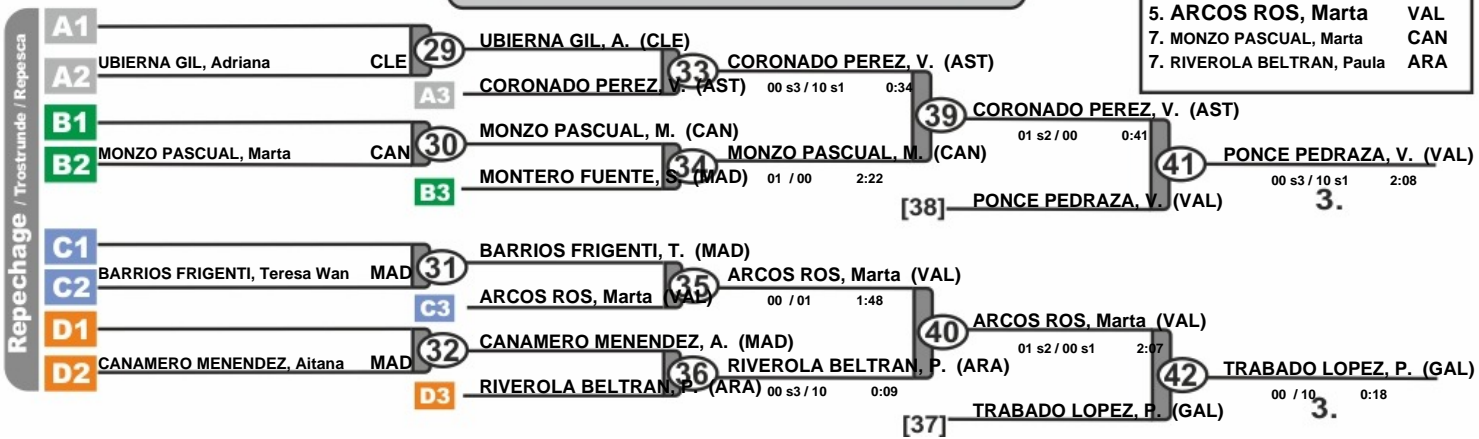 Repechage / Trostrunde / Repesca
5. ARCOS ROS, Marta VAL
7. MONZO PASCUAL, Marta CAN
7. RIVEROLA BELTRAN, Paula ARA
A1
UBIERNA GIL, Adriana CLE
A2
29
UBIERNA GIL, A. (CLE)
A3
CORONADO PEREZ, V. (AST)
33
CORONADO PEREZ, V. (AST)
00 s3 / 10 s1 0:34
B1
MONZO PASCUAL, Marta CAN
B2
30
MONZO PASCUAL, M. (CAN)
B3
MONTERO FUENTE, S. (MAD)
34
MONZO PASCUAL, M. (CAN)
01 / 00 2:22
39
CORONADO PEREZ, V. (AST)
01 s2 / 00 0:41
[38]
PONCE PEDRAZA, V. (VAL)
41
PONCE PEDRAZA, V. (VAL)
00 s3 / 10 s1 2:08
3.
C1
BARRIOS FRIGENTI, Teresa Wan MAD
C2
31
BARRIOS FRIGENTI, T. (MAD)
C3
ARCOS ROS, Marta (VAL)
35
ARCOS ROS, Marta (VAL)
00 / 01 1:48
D1
CANAMERO MENENDEZ, Aitana MAD
D2
32
CANAMERO MENENDEZ, A. (MAD)
D3
RIVEROLA BELTRAN, P. (ARA)
36
RIVEROLA BELTRAN, P. (ARA)
00 s3 / 10 0:09
40
ARCOS ROS, Marta (VAL)
01 s2 / 00 s1 2:07
[37]
TRABADO LOPEZ, P. (GAL)
42
TRABADO LOPEZ, P. (GAL)
00 / 10 0:18
3.